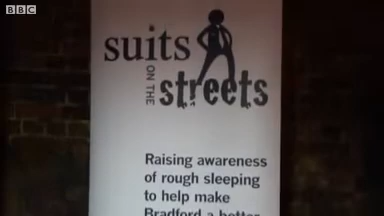 BBC
suits
ON THE
streets
Raising awareness
of rough sleeping
to help make
Bradford a better